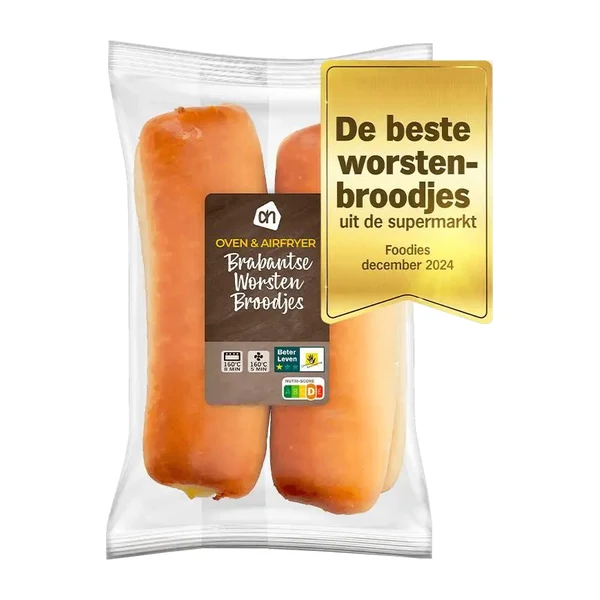 De beste
worsten-
broodjes
uit de supermarkt
Foodies
december 2024
ah
OVEN & AIRFRYER
Brabantse
Worsten
Broodjes
160°C
8 MIN
160°C
5 MIN
Beter
Leven
NUTRI-SCORE
A B C D E